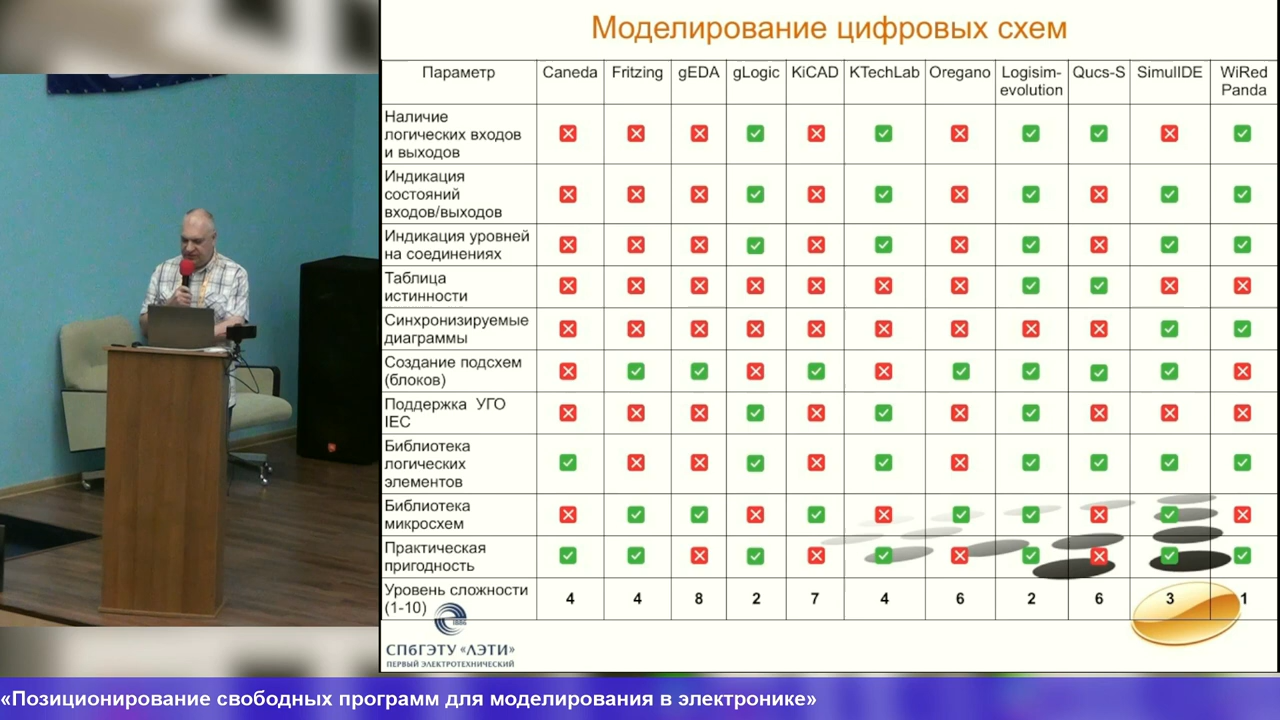 Моделирование цифровых схем
Параметр Caneda Fritzing gEDA gLogic KiCAD KTechLab Oregano Logisim- Qucs-S SimulIDE WiRed
evolution Panda
Наличие
логических входов
и выходов
Индикация
состояний
входов/выходов
Индикация уровней
на соединениях
Таблица
истинности
Синхронизируемые
диаграммы
Создание подсхем
(блоков)
Поддержка УГО
IEC
Библиотека
логических
элементов
Библиотека
микросхем
Практическая
пригодность
Уровень сложности
(1-10) 4 4 8 2 7 4 6 2 6 3 1
1886
СПбГЭТУ «ЛЭТИ»
ПЕРВЫЙ ЭЛЕКТРОТЕХНИЧЕСКИЙ
«Позиционирование свободных программ для моделирования в электронике»